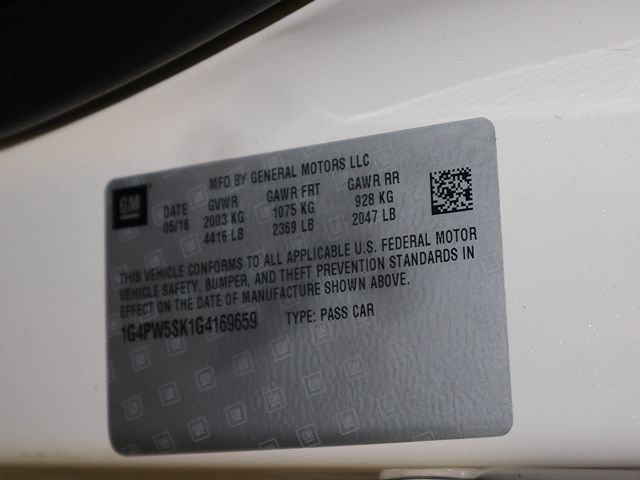 MFD BY GENERAL MOTORS LLC
GM
DATE GVWR GAWR FRT GAWR RR
05/16 2003 KG 1075 KG 928 KG
4416 LB 2369 LB 2047 LB
THIS VEHICLE CONFORMS TO ALL APPLICABLE U.S. FEDERAL MOTOR
VEHICLE SAFETY, BUMPER, AND THEFT PREVENTION STANDARDS IN
EFFECT ON THE DATE OF MANUFACTURE SHOWN ABOVE.
1G4PW5SK1G4169659 TYPE: PASS CAR